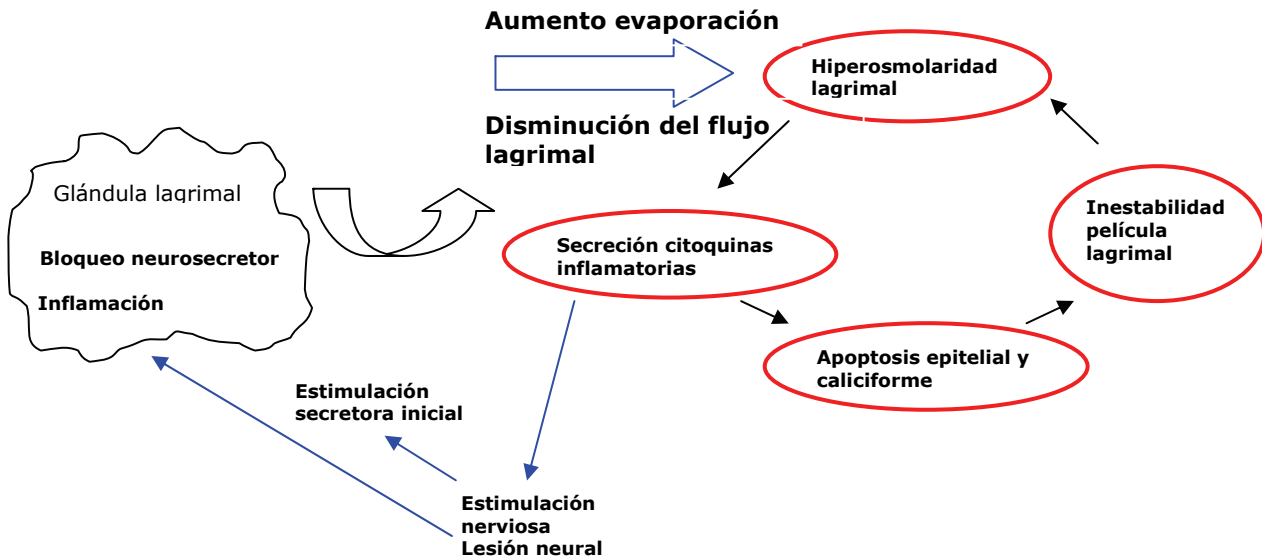 Aumento evaporación
Hiperosmolaridad
lagrimal
Disminución del flujo
lagrimal
Glándula lagrimal
Bloqueo neurosecretor
Inflamación
Secreción citoquinas
inflamatorias
Inestabilidad
película
lagrimal
Apoptosis epitelial y
caliciforme
Estimulación
secretora inicial
Estimulación
nerviosa
Lesión neural